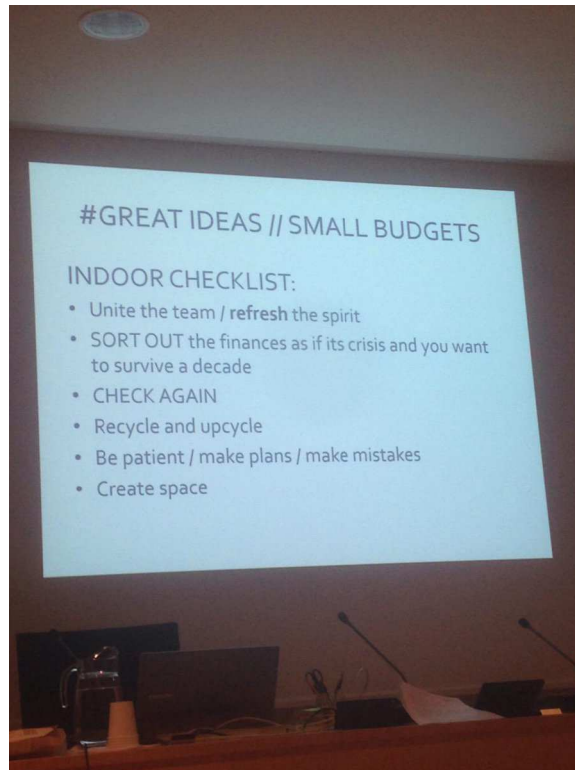 #GREAT IDEAS // SMALL BUDGETS
INDOOR CHECKLIST:
• Unite the team / refresh the spirit
• SORT OUT the finances as if its crisis and you want
to survive a decade
• CHECK AGAIN
• Recycle and upcycle
• Be patient / make plans / make mistakes
• Create space